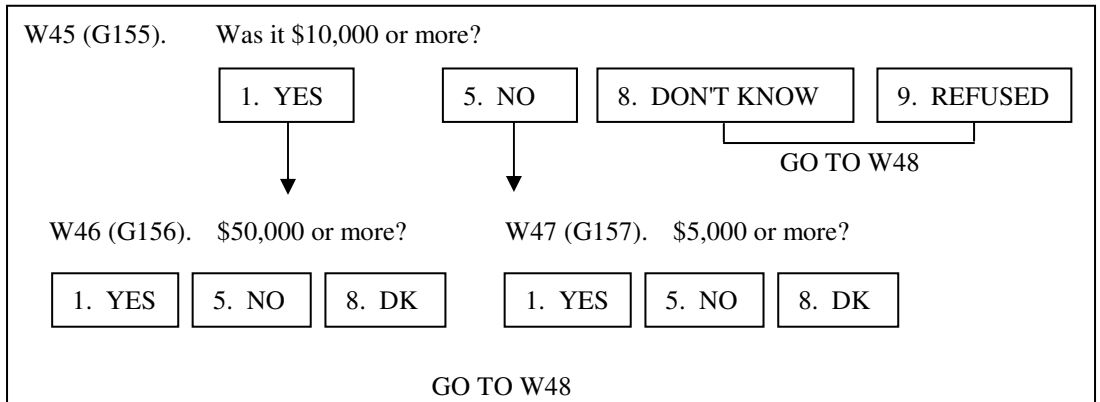 W45 (G155). Was it $10,000 or more?
1. YES 5. NO 8. DON'T KNOW 9. REFUSED
GO TO W48
W46 (G156). $50,000 or more? W47 (G157). $5,000 or more?
1. YES 5. NO 8. DK 1. YES 5. NO 8. DK
GO TO W48